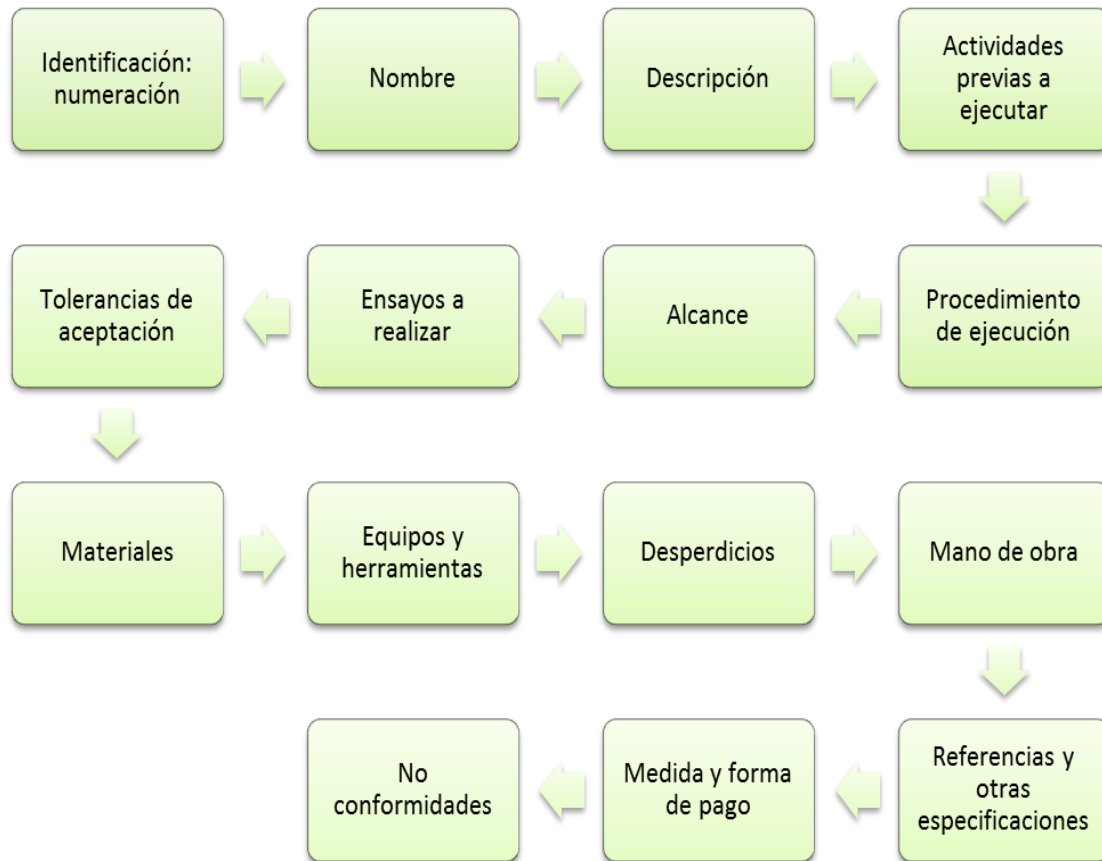 Identificación:
numeración
Nombre
Descripción
Actividades
previas a
ejecutar
Procedimiento
de ejecución
Alcance
Ensayos a
realizar
Tolerancias de
aceptación
Materiales
Equipos y
herramientas
Desperdicios
Mano de obra
Referencias y
otras
especificaciones
Medida y forma
de pago
No
conformidades